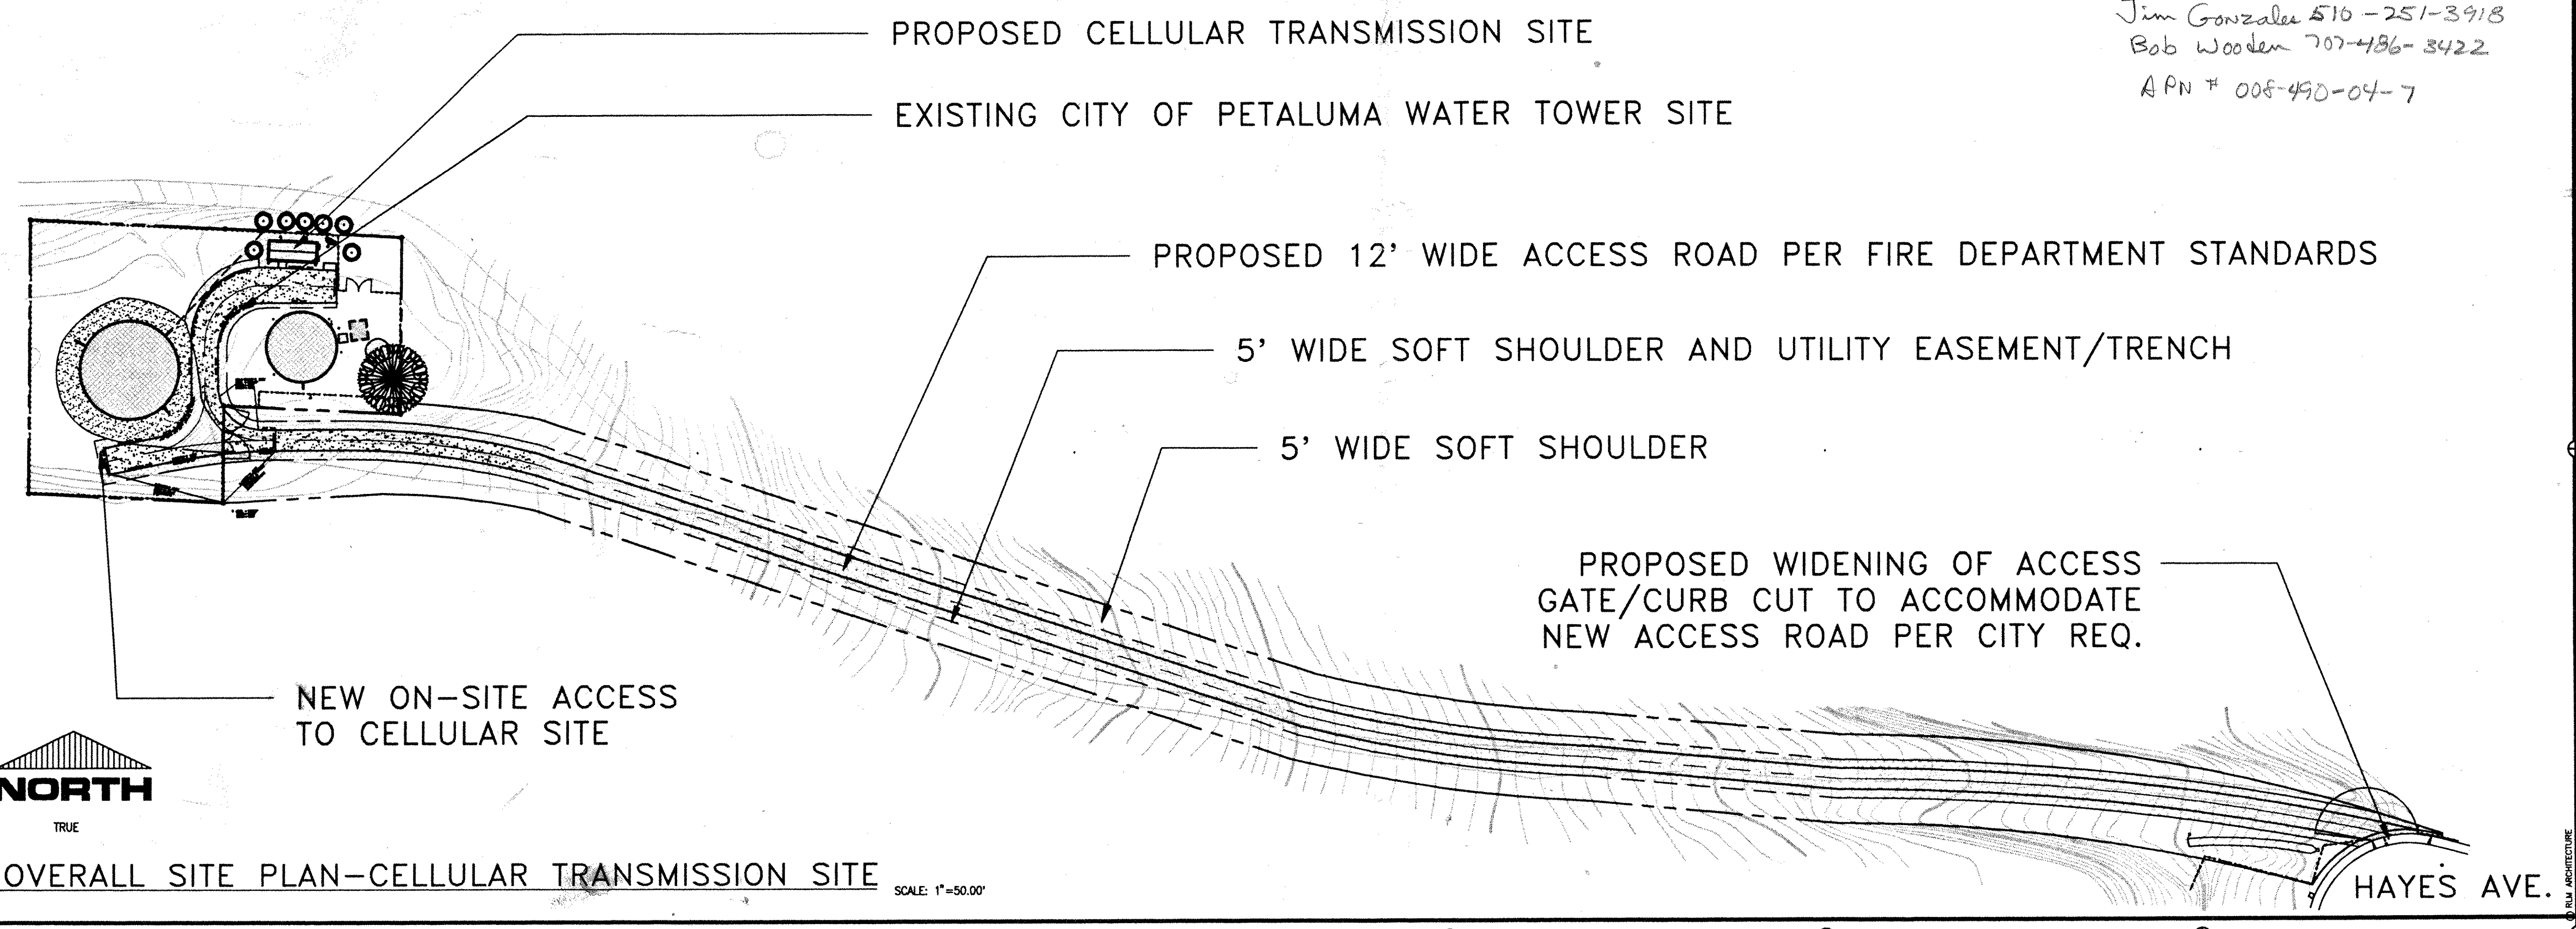 Jim Gonzales 510-251-3918
Bob Wooden 707-486-3422
APN # 008-490-04-7
PROPOSED CELLULAR TRANSMISSION SITE
EXISTING CITY OF PETALUMA WATER TOWER SITE
PROPOSED 12' WIDE ACCESS ROAD PER FIRE DEPARTMENT STANDARDS
5' WIDE SOFT SHOULDER AND UTILITY EASEMENT/TRENCH
5' WIDE SOFT SHOULDER
PROPOSED WIDENING OF ACCESS
GATE/CURB CUT TO ACCOMMODATE
NEW ACCESS ROAD PER CITY REQ.
NEW ON-SITE ACCESS
TO CELLULAR SITE
NORTH
TRUE
OVERALL SITE PLAN-CELLULAR TRANSMISSION SITE
SCALE: 1"=50.00'
HAYES AVE.
© RLM ARCHITECTURE